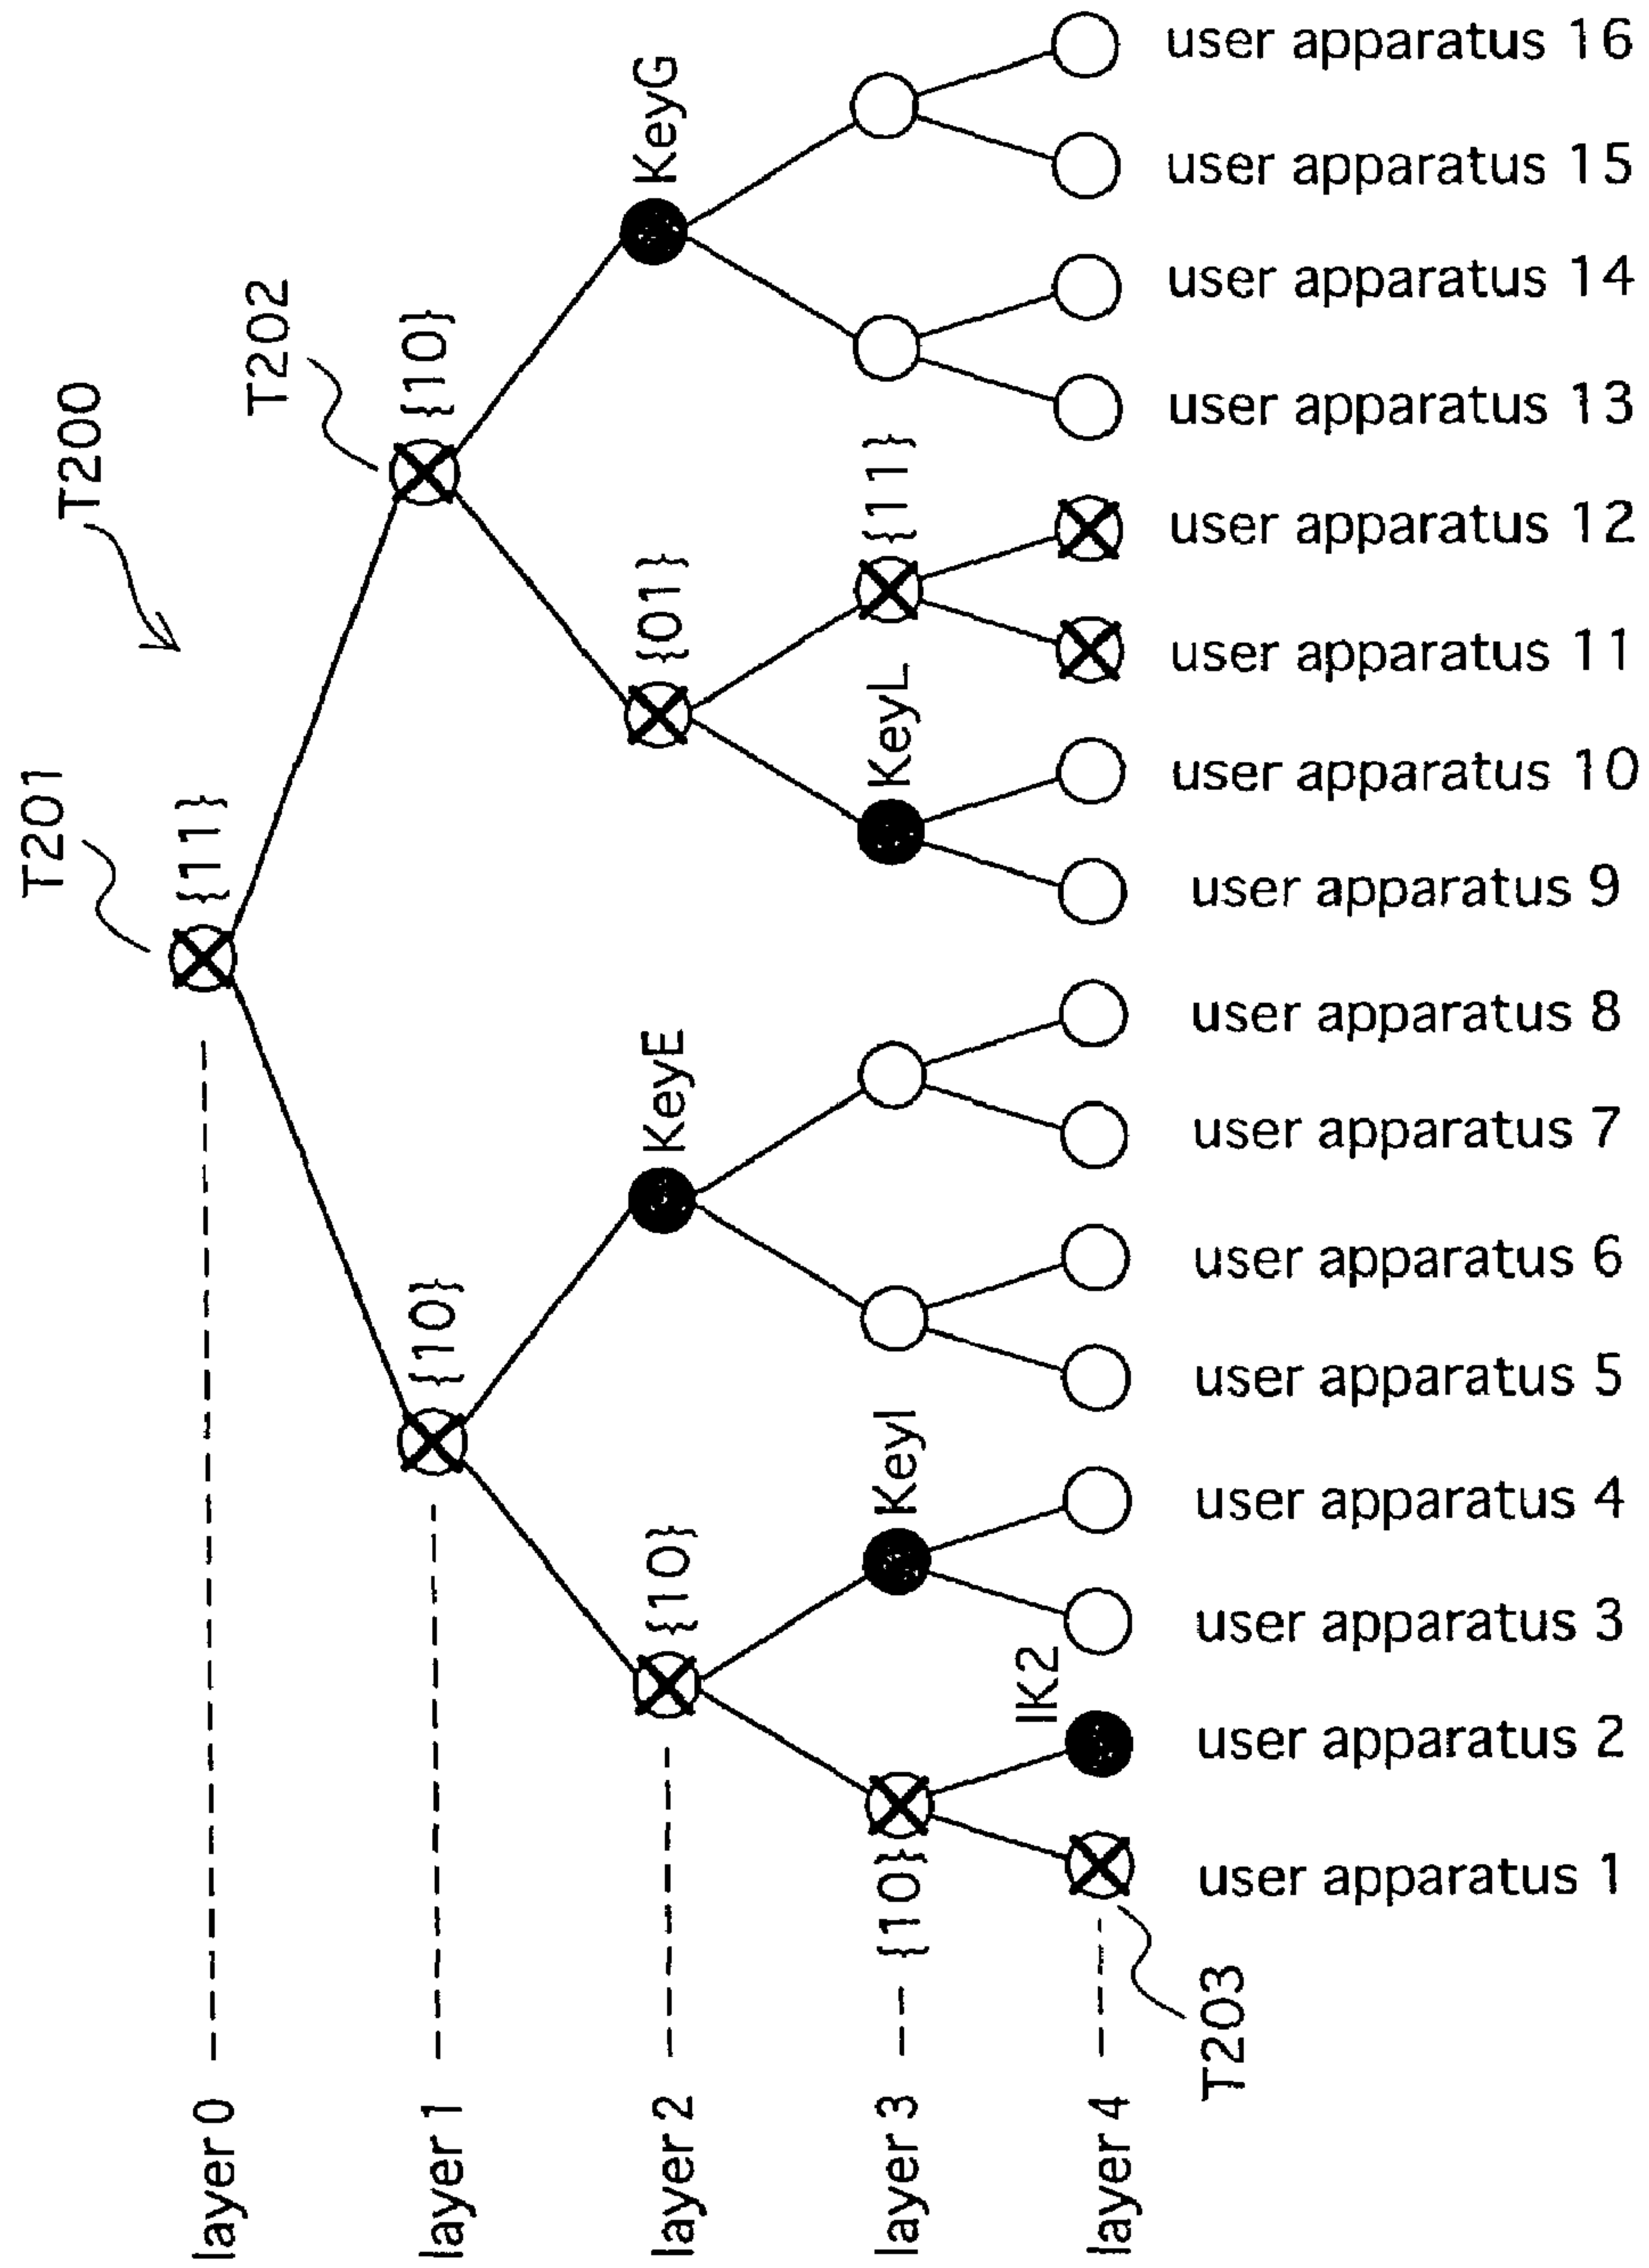 T200
T201
{11}
layer 0
T202
{10}
{10}
layer 1
{10}
KeyE
{01}
KeyG
layer 2
{10}
KeyI
KeyL
{11}
layer 3
IK2
layer 4
T203
user apparatus 1
user apparatus 2
user apparatus 3
user apparatus 4
user apparatus 5
user apparatus 6
user apparatus 7
user apparatus 8
user apparatus 9
user apparatus 10
user apparatus 11
user apparatus 12
user apparatus 13
user apparatus 14
user apparatus 15
user apparatus 16